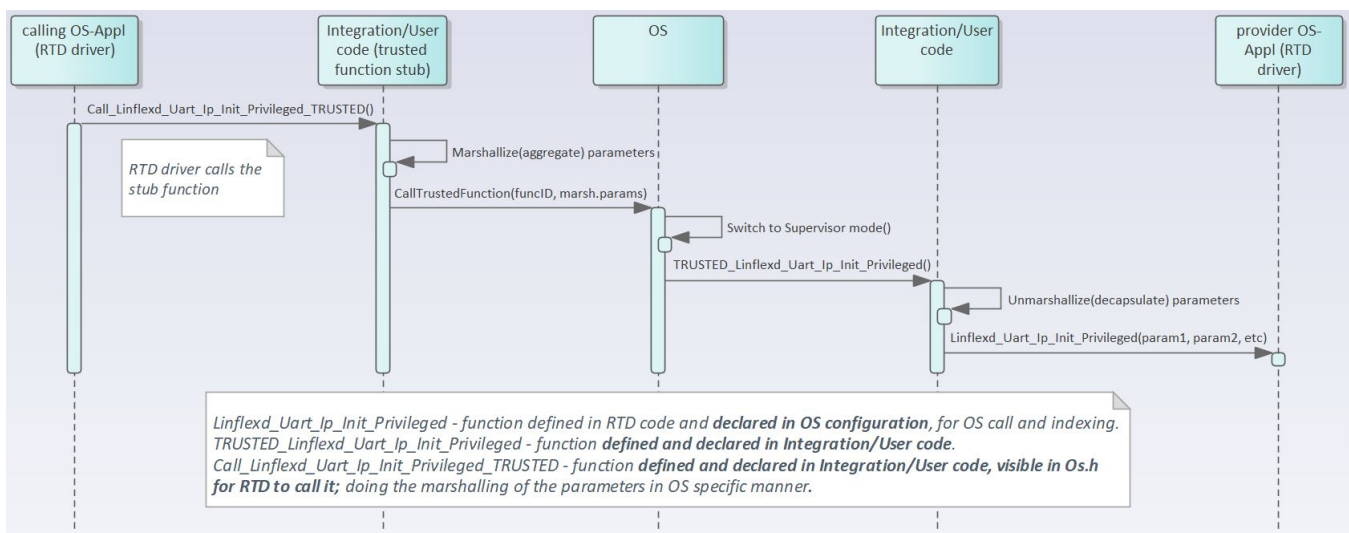 calling OS-Appl
(RTD driver)
Integration/User
code (trusted
function stub)
OS
Integration/User
code
provider OS-
Appl (RTD
driver)
Call_Linflexd_Uart_Ip_Init_Privileged_TRUSTED()
RTD driver calls the
stub function
Marshallize(aggregate) parameters
CallTrustedFunction(funcID, marsh.params)
Switch to Supervisor mode()
TRUSTED_Linflexd_Uart_Ip_Init_Privileged()
Unmarshallize(decapsulate) parameters
Linflexd_Uart_Ip_Init_Privileged(param1, param2, etc)
Linflexd_Uart_Ip_Init_Privileged - function defined in RTD code and declared in OS configuration, for OS call and indexing.
TRUSTED_Linflexd_Uart_Ip_Init_Privileged - function defined and declared in Integration/User code.
Call_Linflexd_Uart_Ip_Init_Privileged_TRUSTED - function defined and declared in Integration/User code, visible in Os.h
for RTD to call it; doing the marshalling of the parameters in OS specific manner.